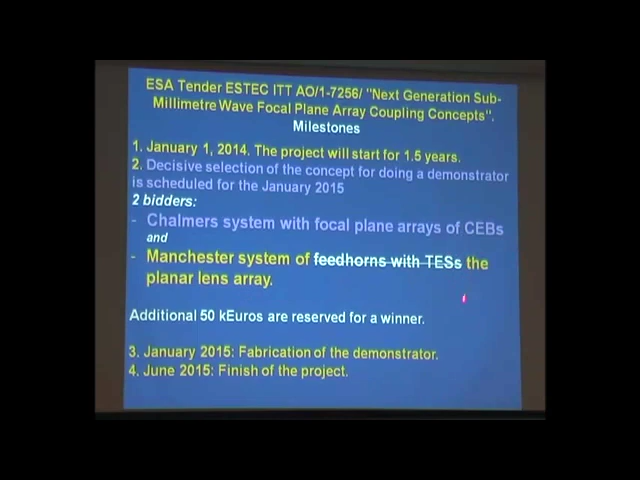 ESA Tender ESTEC ITT AO/1-7256/ "Next Generation Sub-
Millimetre Wave Focal Plane Array Coupling Concepts".
Milestones
1. January 1, 2014. The project will start for 1.5 years.
2. Decisive selection of the concept for doing a demonstrator
is scheduled for the January 2015
2 bidders:
- Chalmers system with focal plane arrays of CEBs
and
- Manchester system of feedhorns with TESs the
planar lens array.
Additional 50 kEuros are reserved for a winner.
3. January 2015: Fabrication of the demonstrator.
4. June 2015: Finish of the project.